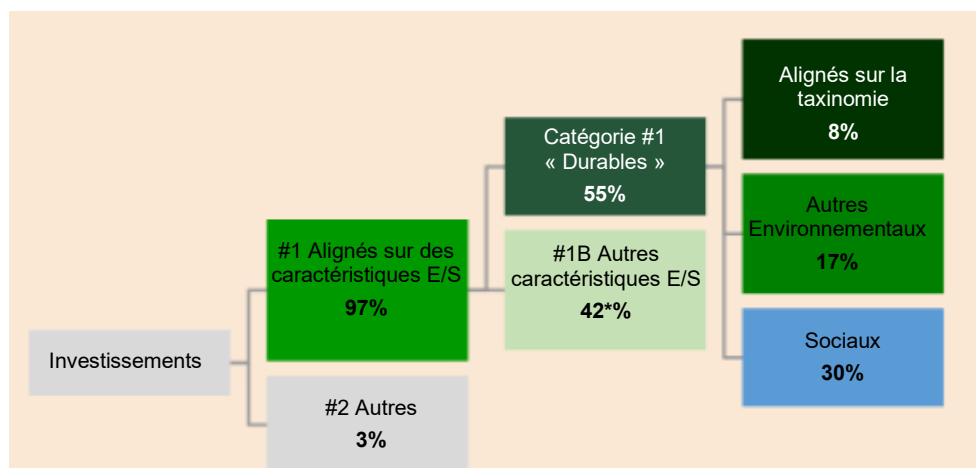 Investissements
#1 Alignés sur des
caractéristiques E/S
97%
#2 Autres
3%
Catégorie #1
« Durables »
55%
#1B Autres
caractéristiques E/S
42*%
Alignés sur la
taxinomie
8%
Autres
Environnementaux
17%
Sociaux
30%